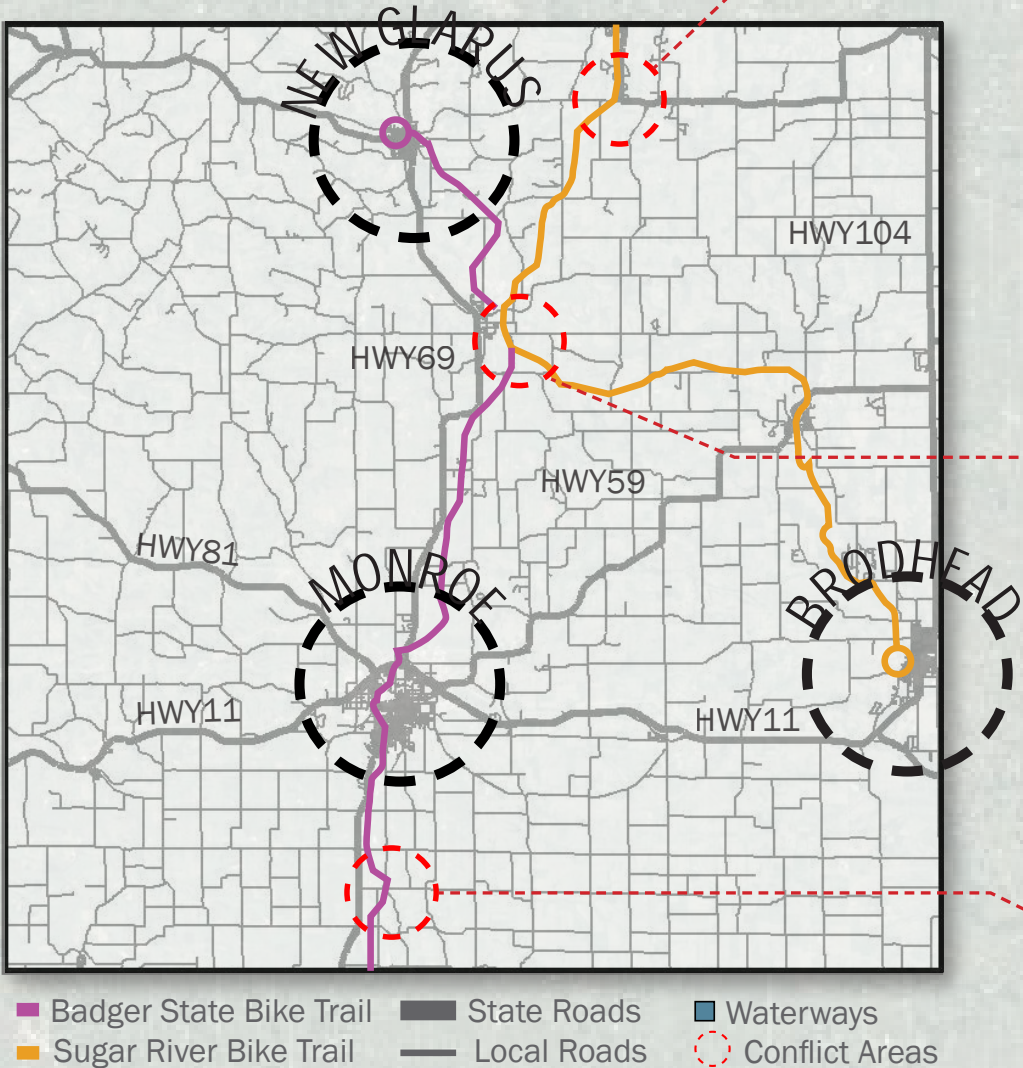 NEW GLARUS
HWY104
HWY69
HWY59
HWY81
MONROE
BRODHEAD
HWY11
HWY11
Badger State Bike Trail
State Roads
Waterways
Sugar River Bike Trail
Local Roads
Conflict Areas